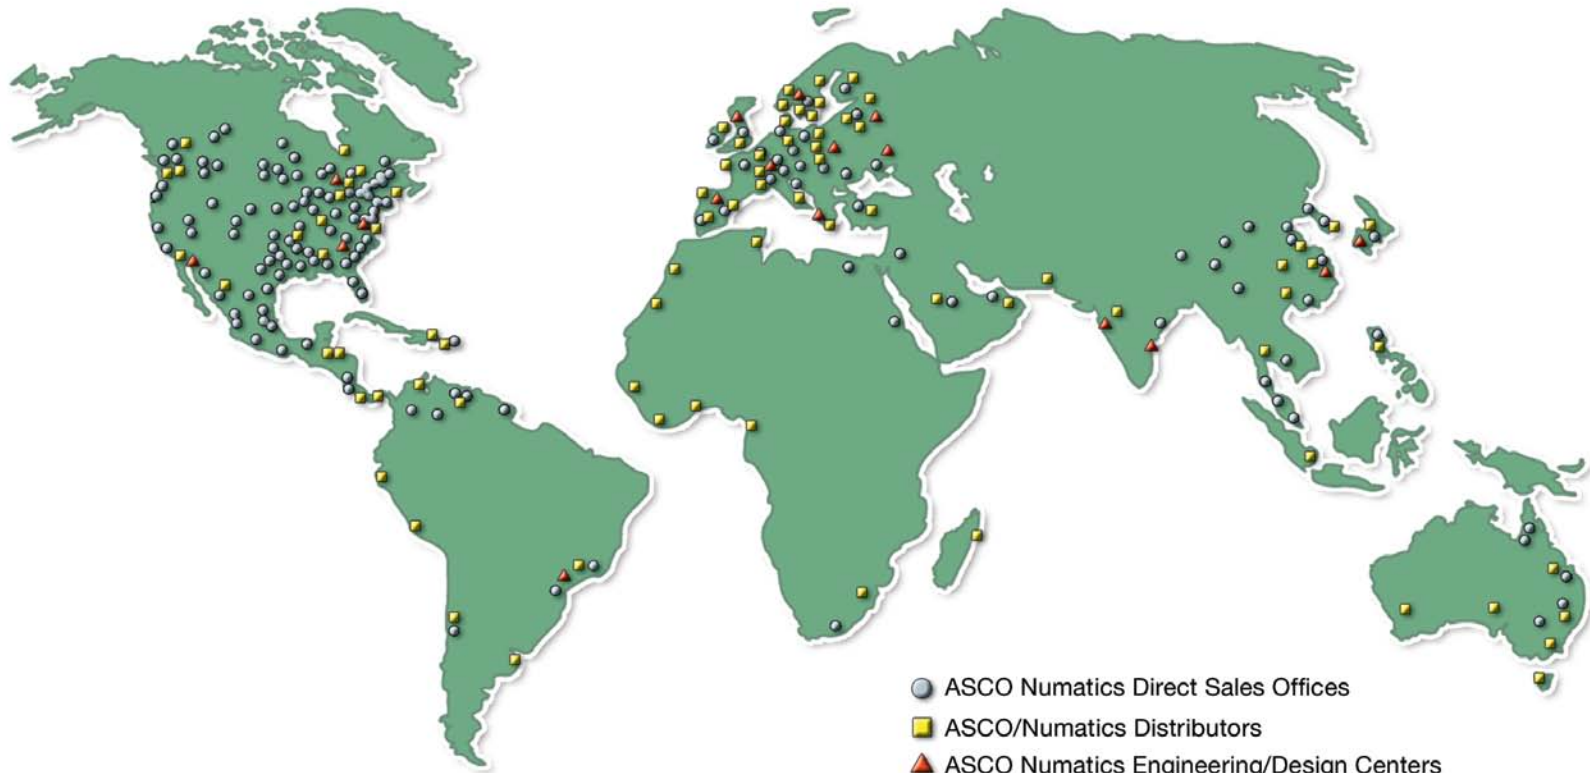 ASCO Numatics Direct Sales Offices
ASCO/Numatics Distributors
ASCO Numatics Engineering/Design Centers